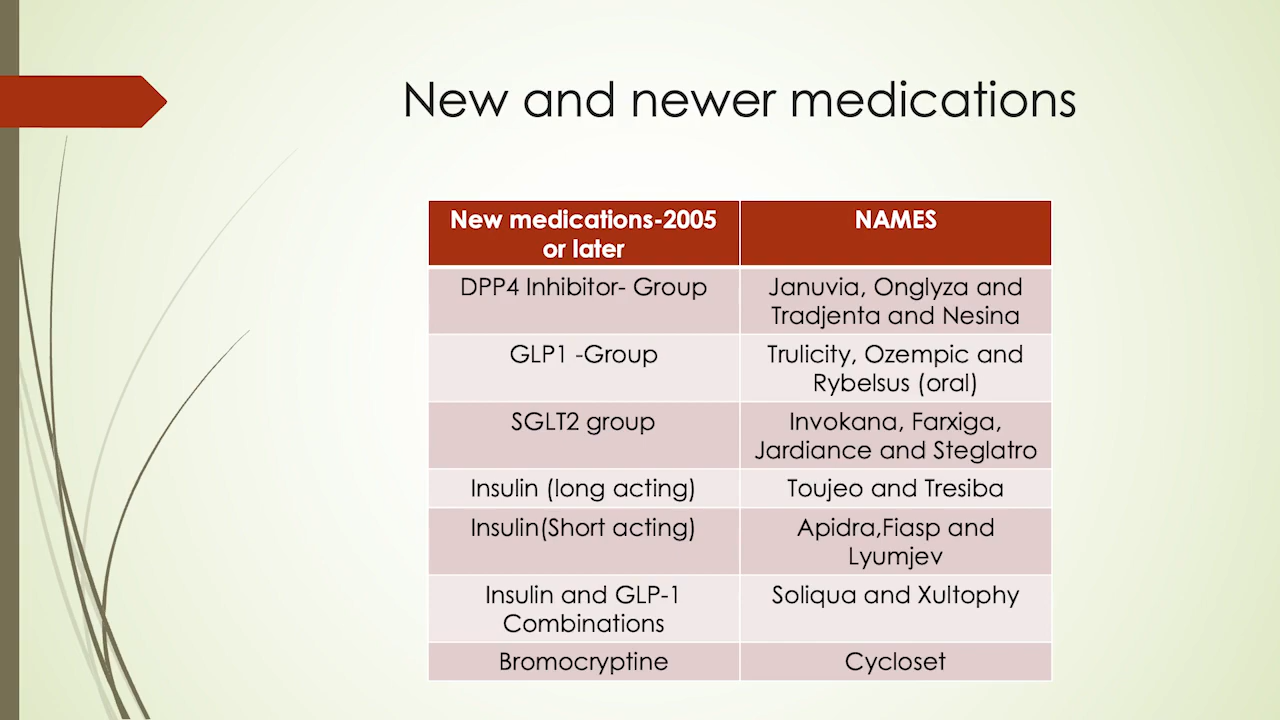 New and newer medications
New medications-2005
or later
NAMES
DPP4 Inhibitor- Group
Januvia, Onglyza and
Tradjenta and Nesina
GLP1 -Group
Trulicity, Ozempic and
Rybelsus (oral)
SGLT2 group
Invokana, Farxiga,
Jardiance and Steglatro
Insulin (long acting)
Toujeo and Tresiba
Insulin(Short acting)
Apidra,Fiasp and
Lyumjev
Insulin and GLP-1
Combinations
Soliqua and Xultophy
Bromocryptine
Cycloset